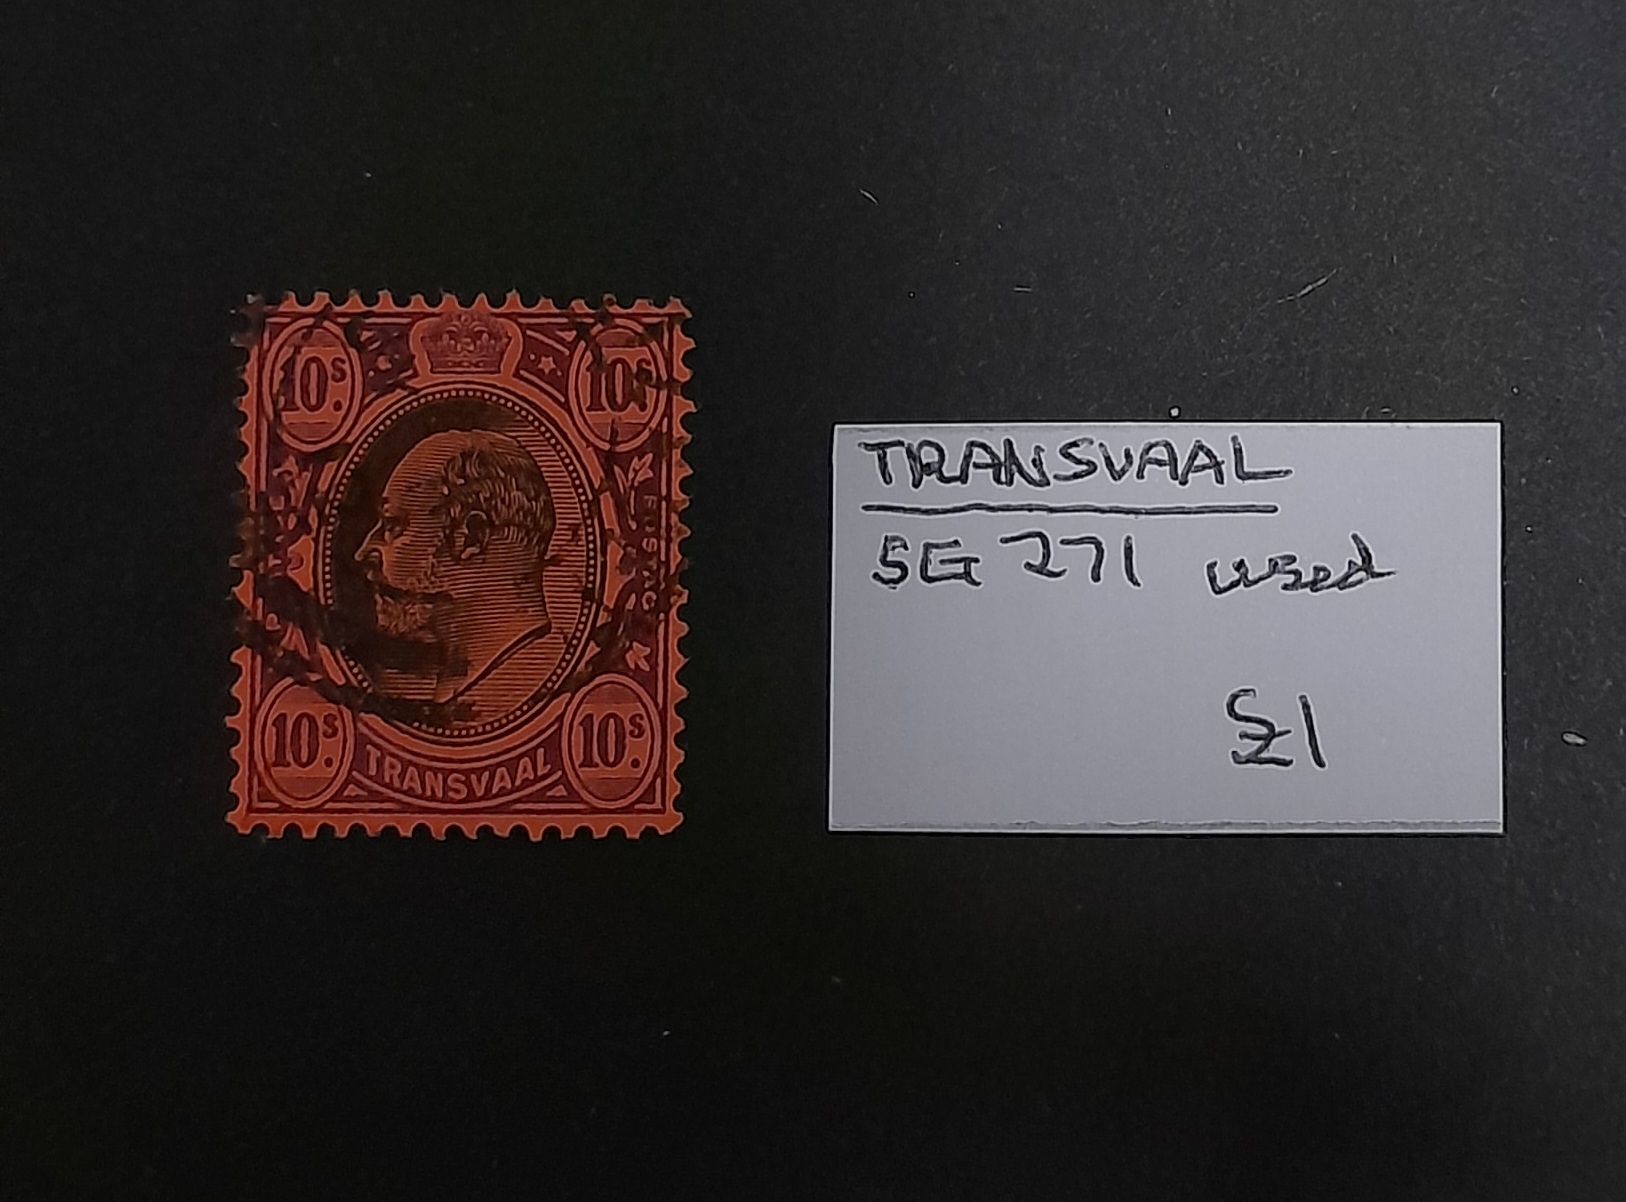 10s. 10s.
POSTAGE
10s. 10s.
TRANSVAAL
TRANSVAAL
SG 271 used
£1